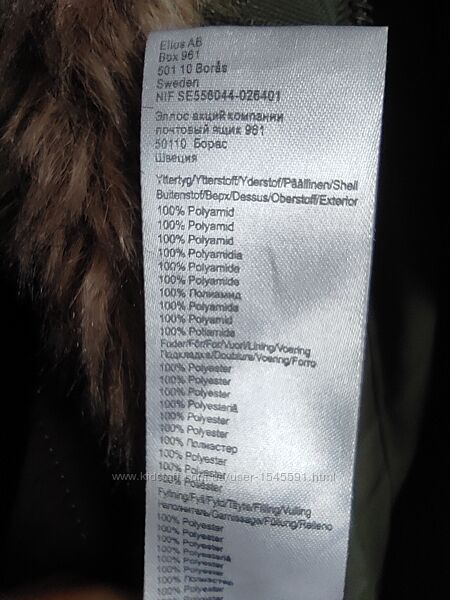 Ellos AB
Box 961
501 10 Borås
Sweden
NIF SE556044-026401
Эллос акций компании
почтовый ящик 961
50110 Борас
Швеция
Yttertyg/Ytterstoff/Yderstof/Päällinen/Shell
Buitenstof/Верх/Dessus/Oberstoff/Exterior
100% Polyamid
100% Polyamid
100% Polyamid
100% Polyamidia
100% Polyamide
100% Polyamide
100% Полиамид
100% Polyamide
100% Polyamid
100% Poliamida
Foder/Fôr/For/Vuori/Lining/Voering
Подкладка/Doublure/Voering/Forro
100% Polyester
100% Polyester
100% Polyester
100% Polyesteriä
100% Polyester
100% Polyester
100% Полиэстер
100% Polyester
100% Polyester
Polyester
Fyllning/Fyll/Fyld/Täyte/Filling/Vulling
наполнитель/Garnissage/Füllung/Relleno
100% Polyester
100% Polyester
100% Polyester
100% Polyesteriä
100% Polyester
100% Polyester
100% Полиэстер
100% Polyester